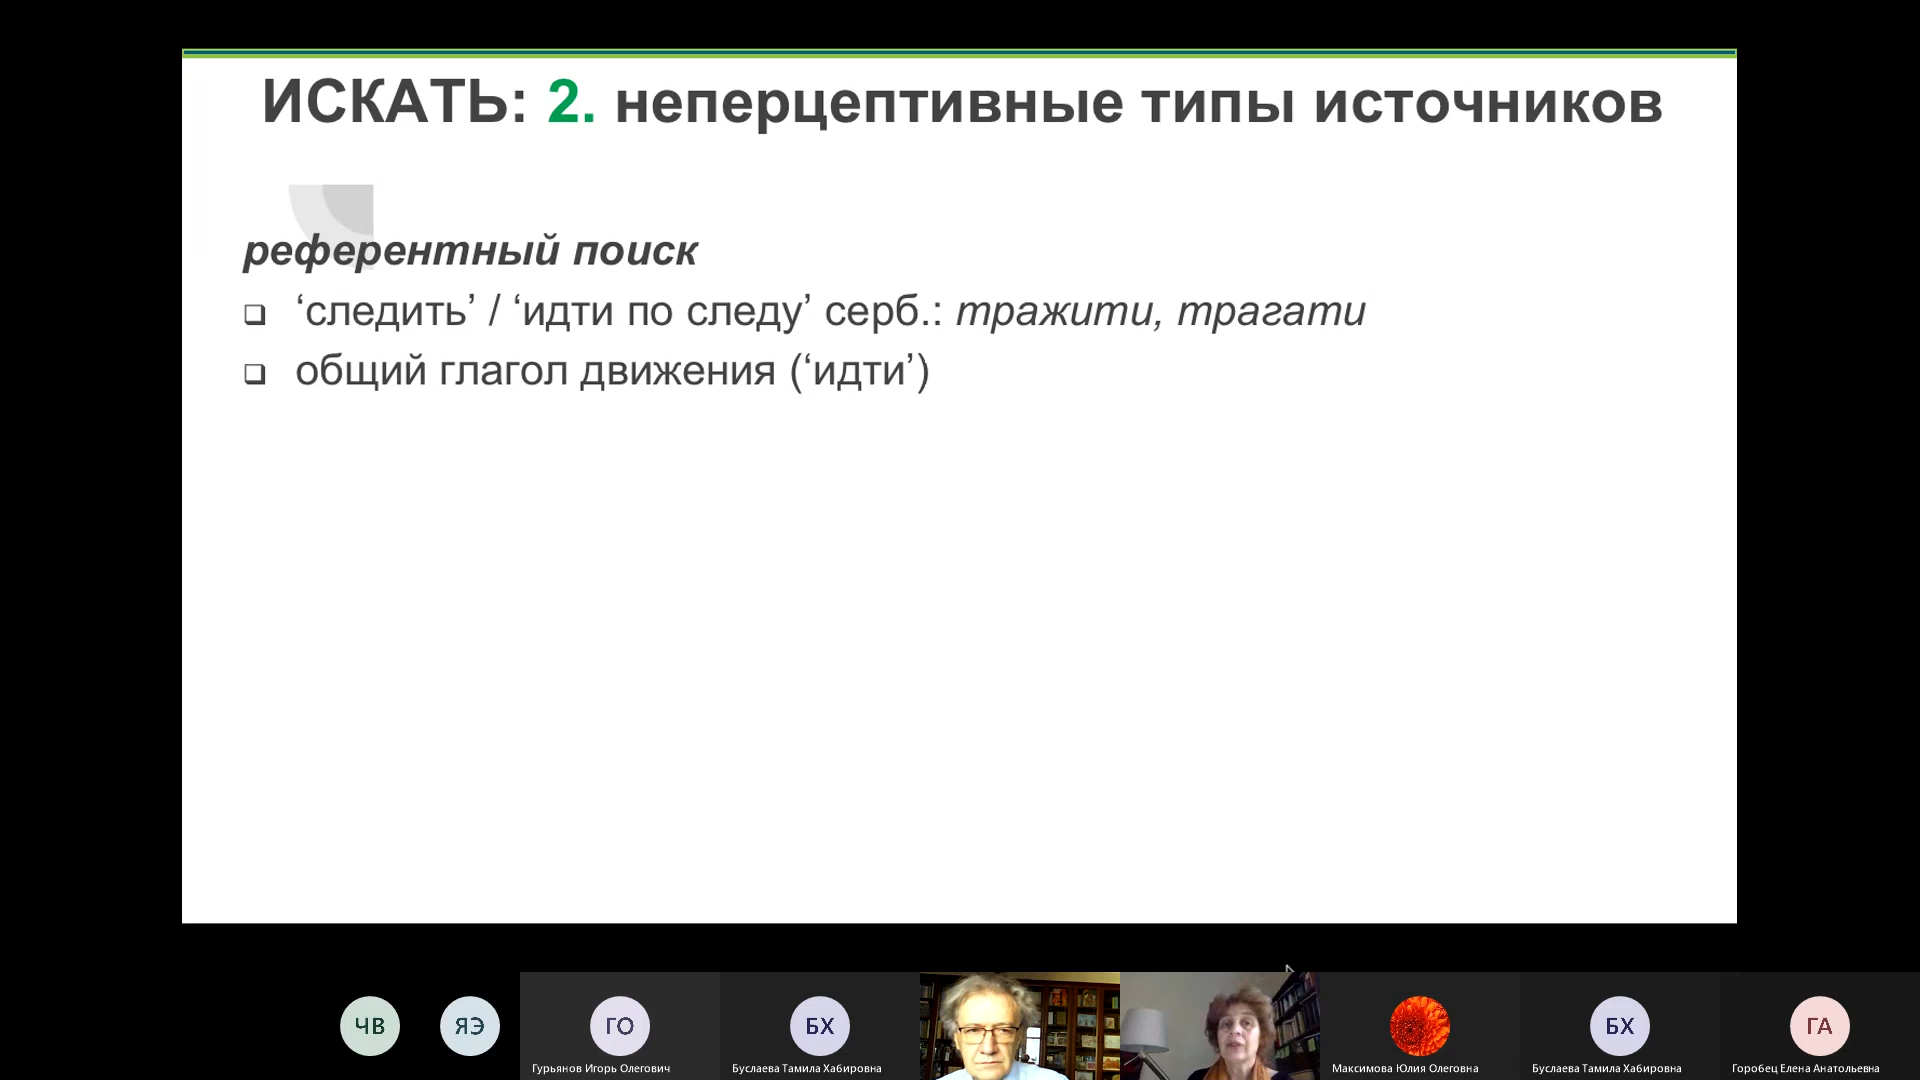 ИСКАТЬ: 2. неперцептивные типы источников
референтный поиск
❑ ‘следить’ / ‘идти по следу’ серб.: тражити, трагати
❑ общий глагол движения (‘идти’)
ЧВ
ЯЭ
ГО
БХ
БХ
ГА
Гурьянов Игорь Олегович
Буслаева Тамила Хабировна
Максимова Юлия Олеговна
Буслаева Тамила Хабировна
Горобец Елена Анатольевна